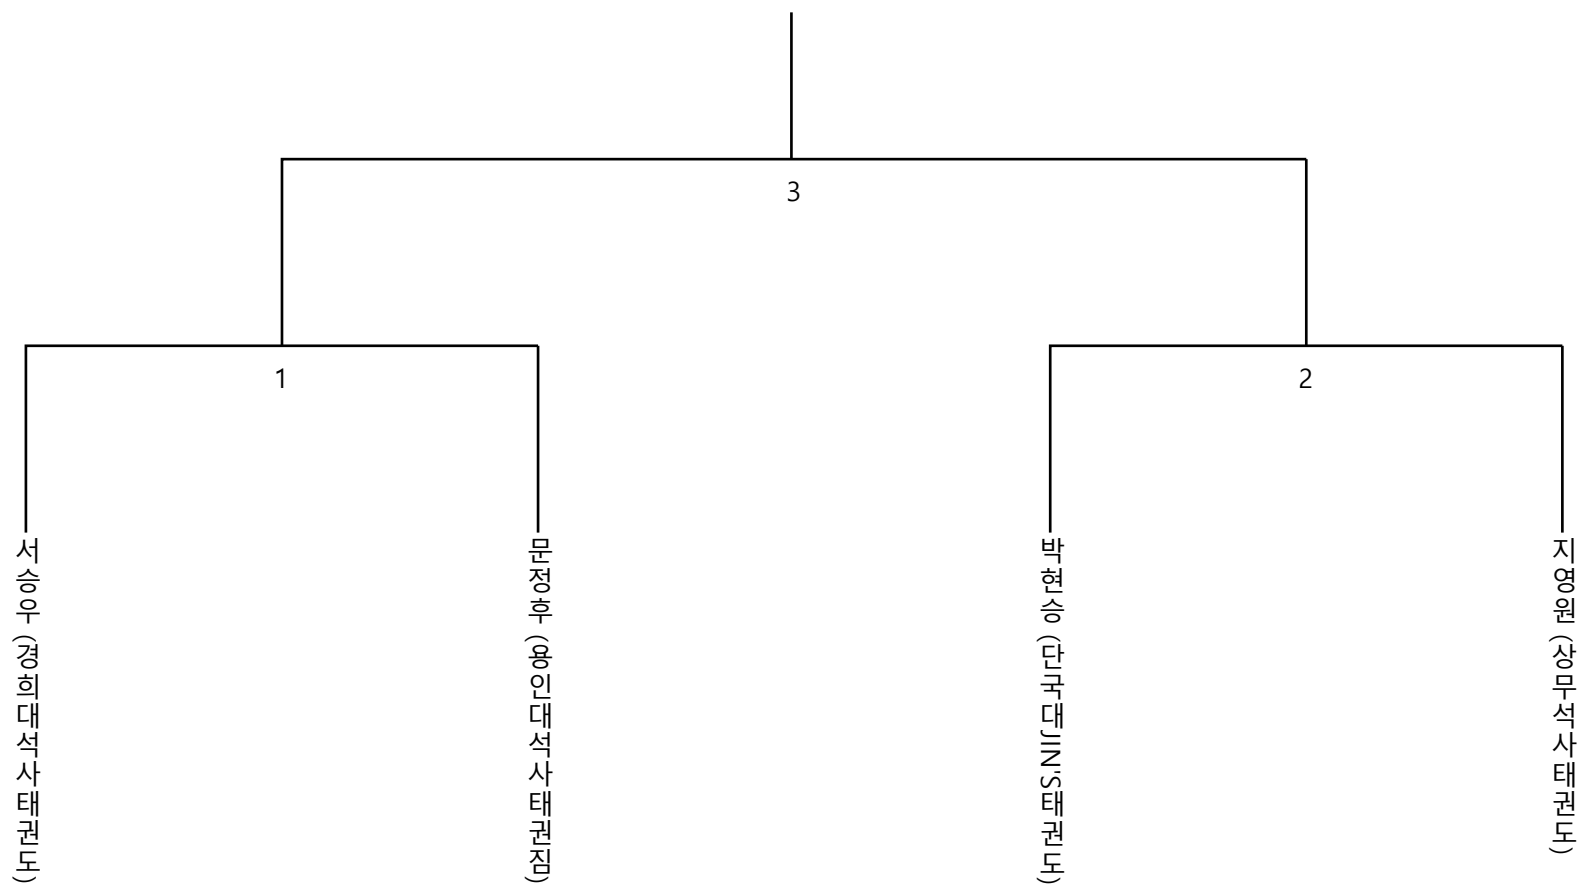 3
1
2
서승우 (경희대석사태권도)
문정후 (용인대석사태권짐)
박현승 (단국대JIN'S태권도)
지영원 (상무석사태권도)